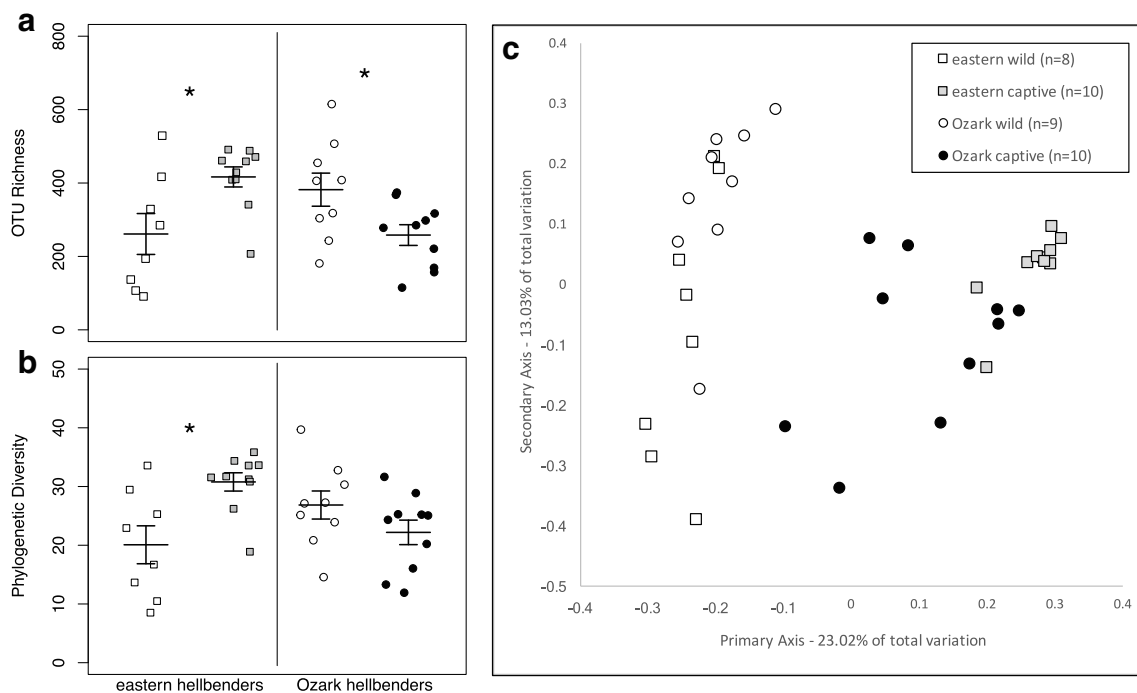 a
800
600
400
200
0
OTU Richness
*
*
b
50
40
30
20
10
0
Phylogenetic Diversity
*
eastern hellbenders
Ozark hellbenders
c
eastern wild (n=8)
eastern captive (n=10)
Ozark wild (n=9)
Ozark captive (n=10)
0.4
0.3
0.2
0.1
0
-0.1
-0.2
-0.3
-0.4
-0.5
Secondary Axis - 13.03% of total variation
-0.4 -0.3 -0.2 -0.1 0 0.1 0.2 0.3 0.4
Primary Axis - 23.02% of total variation